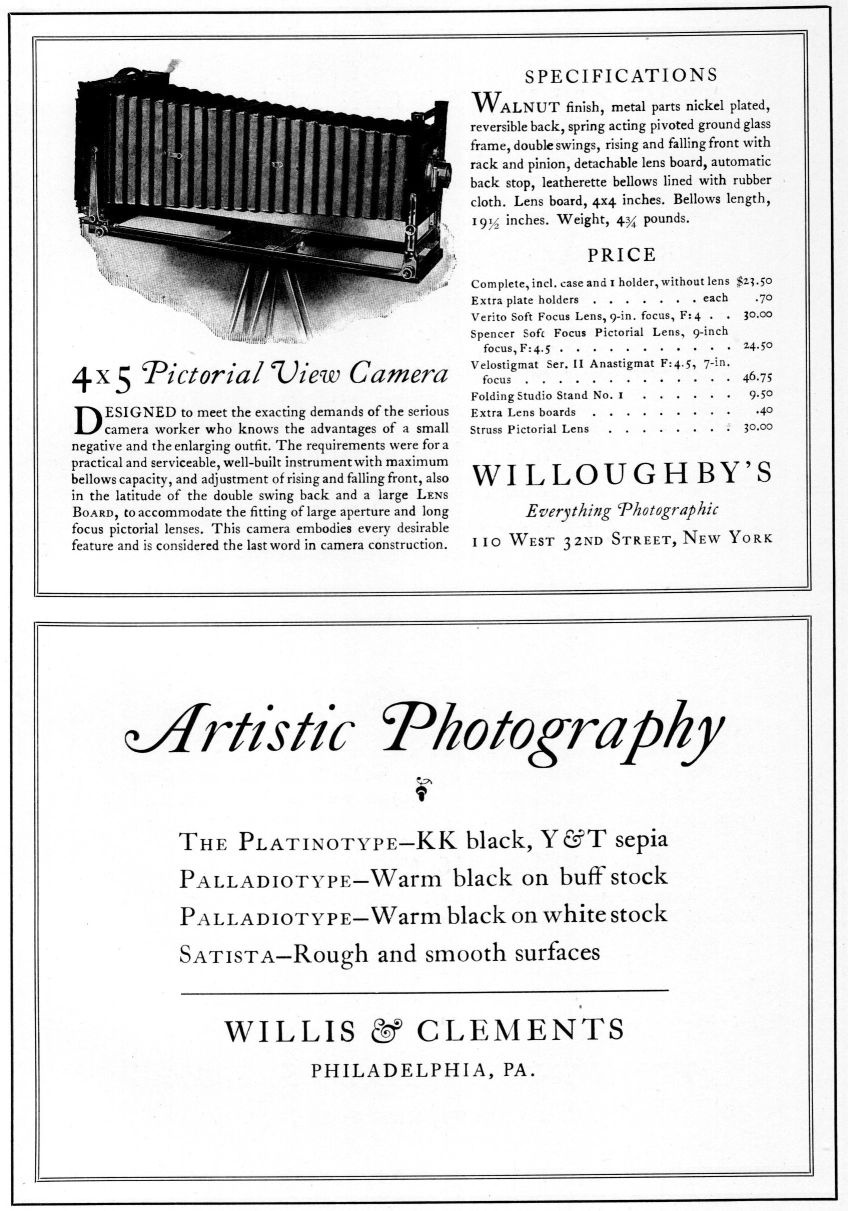 4x5 Pictorial View Camera
DESIGNED to meet the exacting demands of the serious
camera worker who knows the advantages of a small
negative and the enlarging outfit. The requirements were for a
practical and serviceable, well-built instrument with maximum
bellows capacity, and adjustment of rising and falling front, also
in the latitude of the double swing back and a large LENS
BOARD, to accommodate the fitting of large aperture and long
focus pictorial lenses. This camera embodies every desirable
feature and is considered the last word in camera construction.
SPECIFICATIONS
WALNUT finish, metal parts nickel plated,
reversible back, spring acting pivoted ground glass
frame, double swings, rising and falling front with
rack and pinion, detachable lens board, automatic
back stop, leatherette bellows lined with rubber
cloth. Lens board, 4x4 inches. Bellows length,
19½ inches. Weight, 4¾ pounds.
PRICE
Complete, incl. case and 1 holder, without lens $23.50
Extra plate holders . . . . . . . each .70
Verito Soft Focus Lens, 9-in. focus, F:4 . . 30.00
Spencer Soft Focus Pictorial Lens, 9-inch
focus, F:4.5 . . . . . . . . . . . . 24.50
Velostigmat Ser. II Anastigmat F:4.5, 7-in.
focus . . . . . . . . . . . . . . 46.75
Folding Studio Stand No. 1 . . . . . . 9.50
Extra Lens boards . . . . . . . . . .40
Struss Pictorial Lens . . . . . . . . 30.00
WILLOUGHBY'S
Everything Photographic
110 WEST 32ND STREET, NEW YORK
Artistic Photography
THE PLATINOTYPE—KK black, Y & T sepia
PALLADIOTYPE—Warm black on buff stock
PALLADIOTYPE—Warm black on white stock
SATISTA—Rough and smooth surfaces
WILLIS & CLEMENTS
PHILADELPHIA, PA.